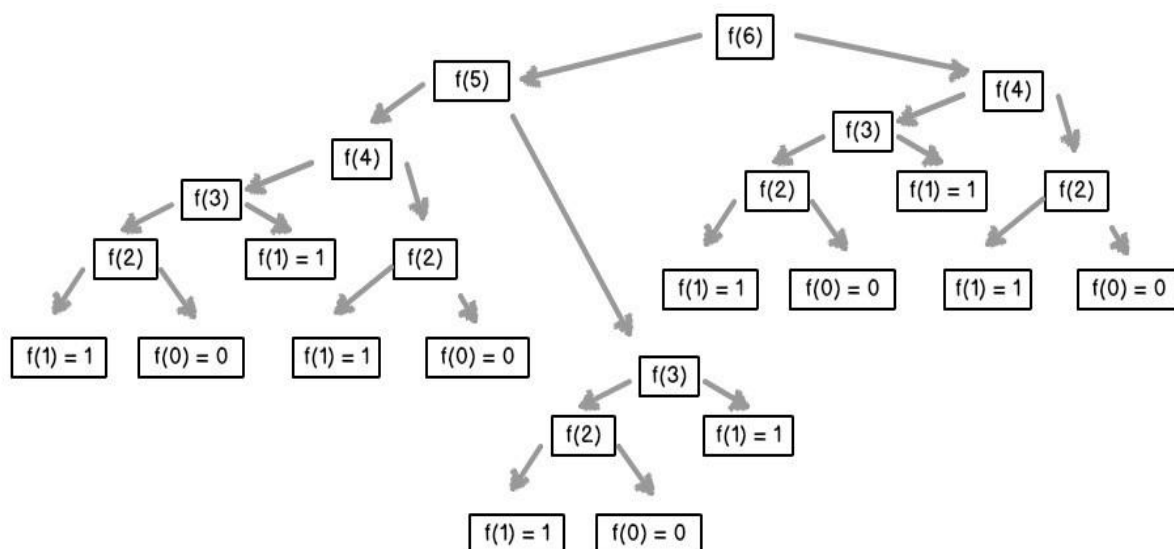 f(6)
f(5)
f(4)
f(3)
f(4)
f(2)
f(1) = 1
f(2)
f(3)
f(2)
f(1) = 1
f(2)
f(1) = 1
f(0) = 0
f(1) = 1
f(0) = 0
f(1) = 1
f(0) = 0
f(1) = 1
f(0) = 0
f(3)
f(2)
f(1) = 1
f(1) = 1
f(0) = 0